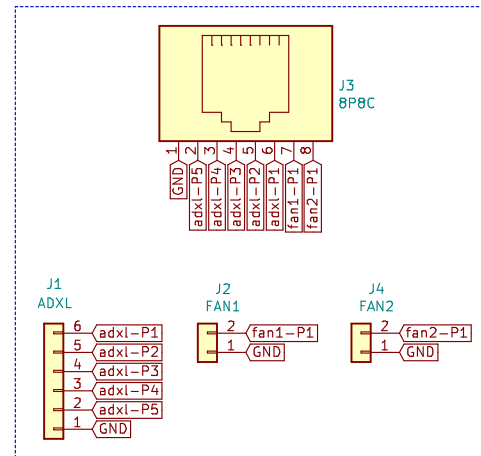 J3
8P8C
1 2 3 4 5 6 7 8
GND adxl-P5 adxl-P4 adxl-P3 adxl-P2 adxl-P1 fan1-P1 fan2-P1
J1
ADXL
6 adxl-P1
5 adxl-P2
4 adxl-P3
3 adxl-P4
2 adxl-P5
1 GND
J2
FAN1
2 fan1-P1
1 GND
J4
FAN2
2 fan2-P1
1 GND